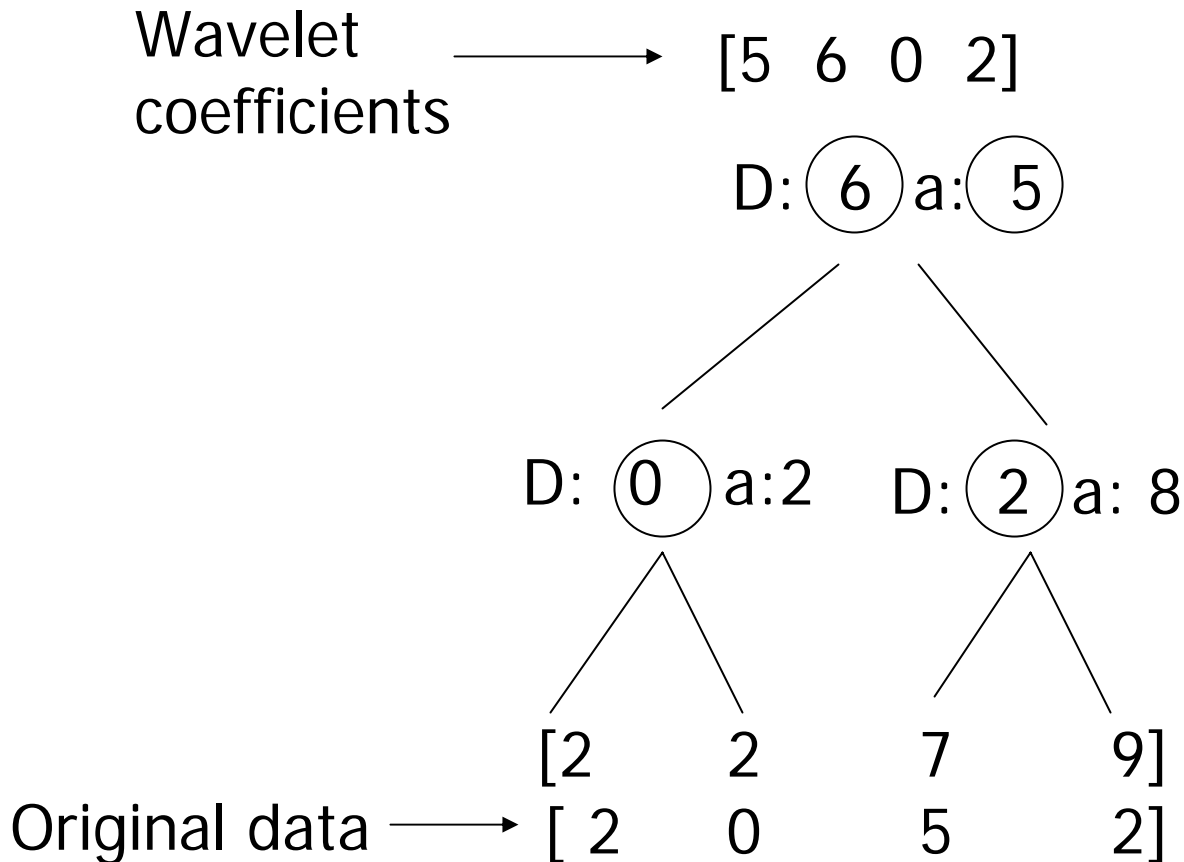 Wavelet
coefficients
[5 6 0 2]
D: 6 a: 5
D: 0 a:2
D: 2 a: 8
[2 2 7 9]
Original data
[ 2 0 5 2]